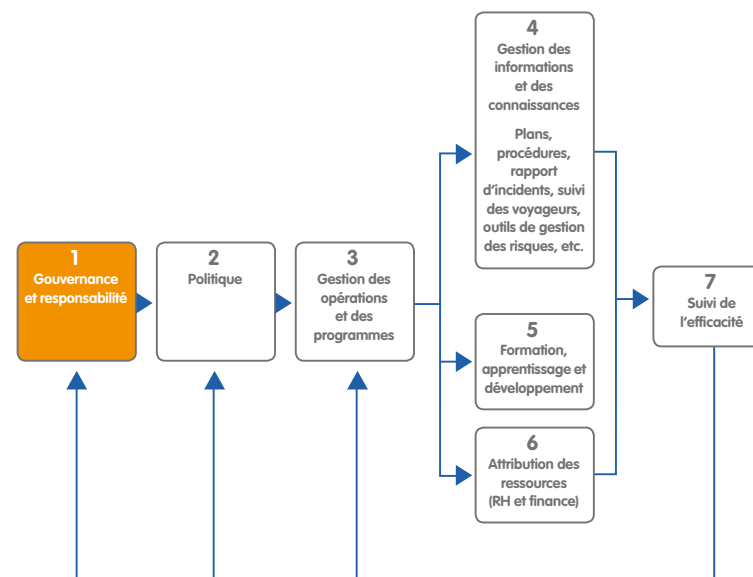 1
Gouvernance
et responsabilité
2
Politique
3
Gestion des
opérations
et des
programmes
4
Gestion des
informations
et des
connaissances
Plans,
procédures,
rapport
d'incidents, suivi
des voyageurs,
outils de gestion
des risques, etc.
5
Formation,
apprentissage et
développement
6
Attribution des
ressources
(RH et finance)
7
Suivi de
l'efficacité